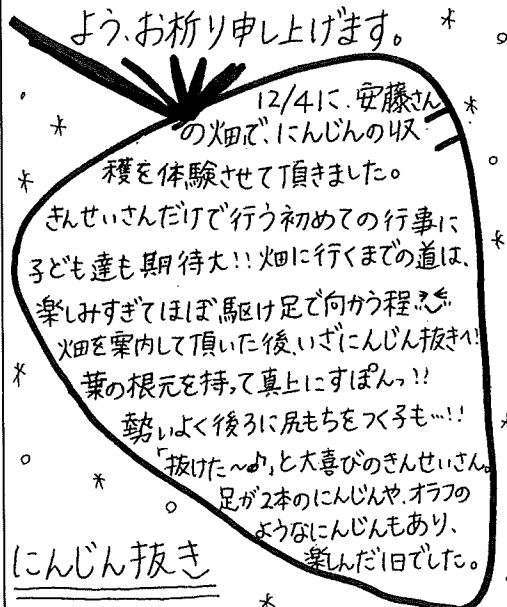 よう、お祈り申し上げます。
12/4に、安藤さん
の畑で、にんじんの収
穫を体験させて頂きました。
きんせいさんだけで行う初めての行事に
子ども達も期待大!!畑に行くまでの道は、
楽しみすぎてほぼ駆け足で向かう程
畑を案内して頂いた後、いざにんじん抜きへ!
葉の根元を持って真上にすぽんっ!!
勢いよく後ろに尻もちをつく子も…!!
「抜けた〜♪」と大喜びのきんせいさん。
足が2本のにんじんや、オラフの
ようなにんじんもあり、
楽しんだ1日でした。
にんじん抜き